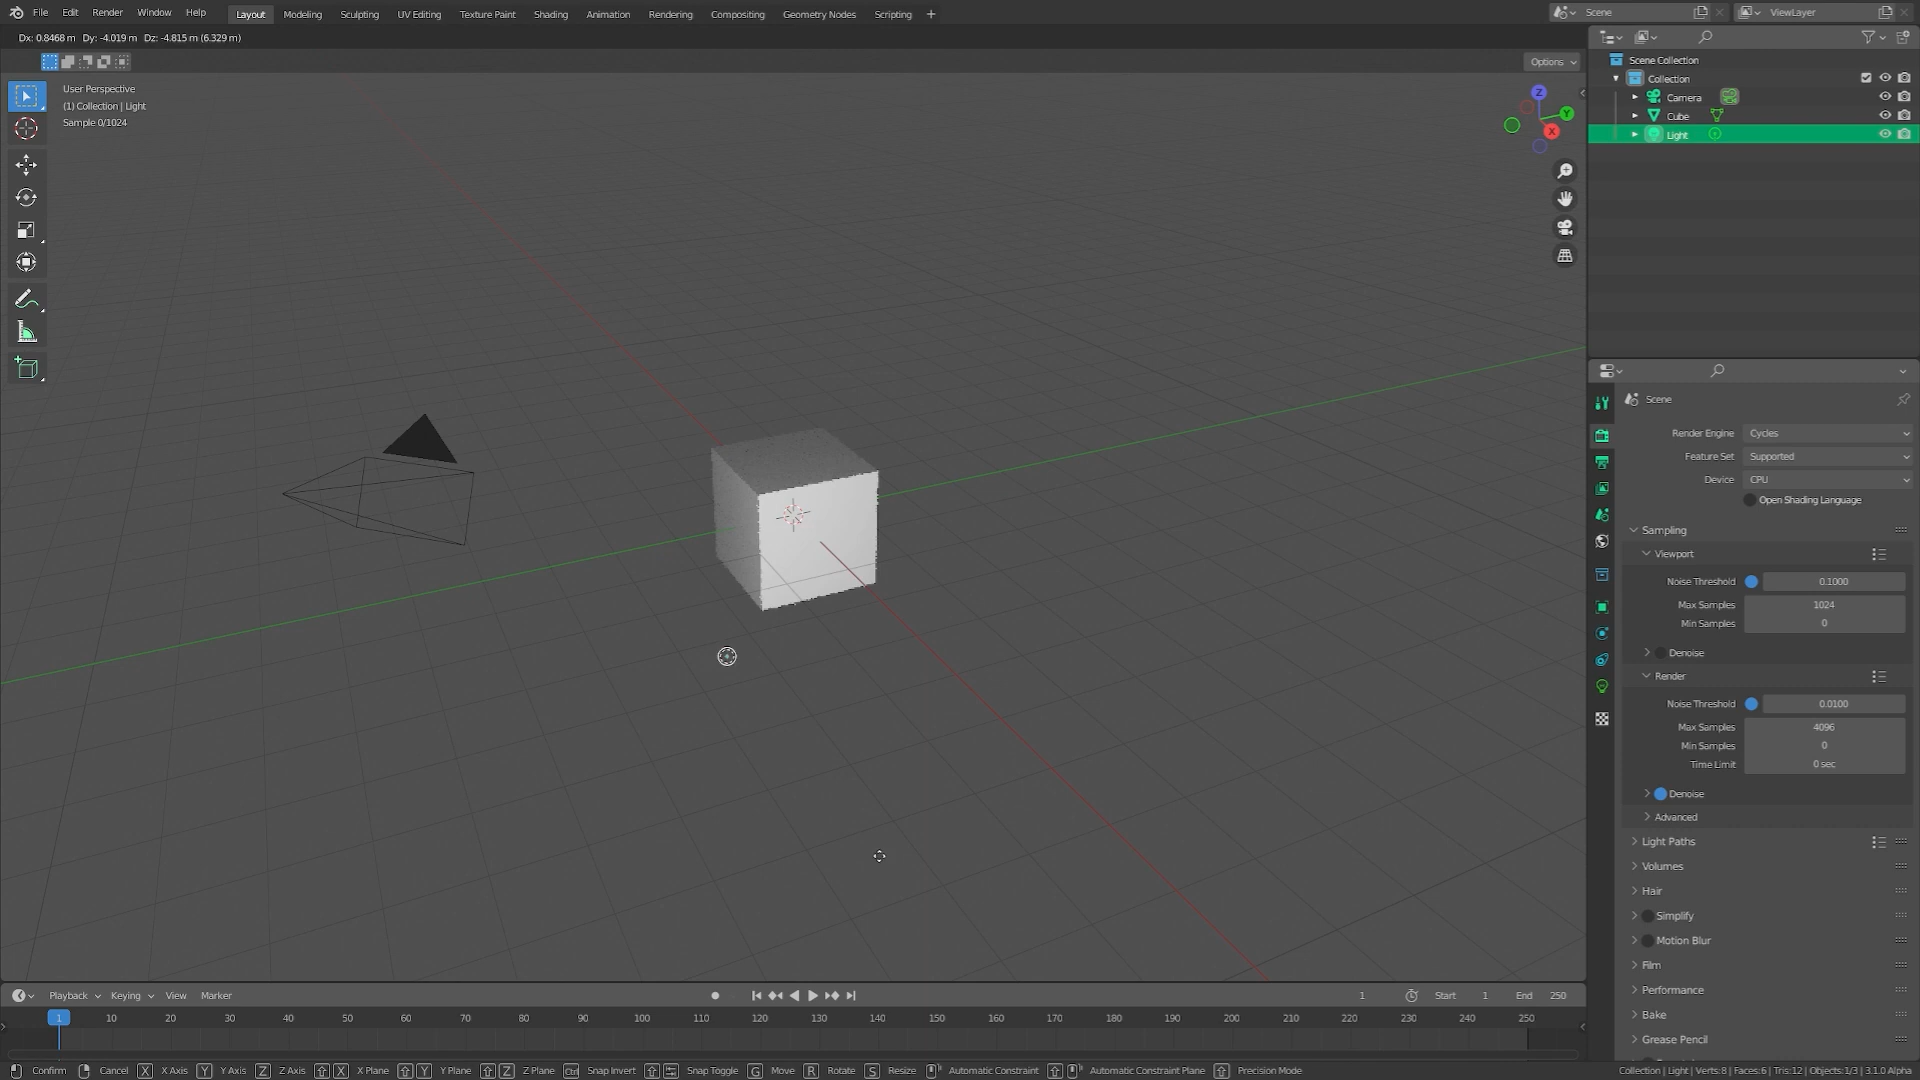 File Edit Render Window Help Layout Modeling Sculpting UV Editing Texture Paint Shading Animation Rendering Compositing Geometry Nodes Scripting + Scene ViewLayer
Dx: 0.8468 m Dy: -4.019 m Dz: -4.815 m (6.329 m)
Options
User Perspective
(1) Collection | Light
Sample 0/1024
Z
Y
X
Scene Collection
Collection
Camera
Cube
Light
Scene
Render Engine Cycles
Feature Set Supported
Device CPU
Open Shading Language
Sampling
Viewport
Noise Threshold 0.1000
Max Samples 1024
Min Samples 0
Denoise
Render
Noise Threshold 0.0100
Max Samples 4096
Min Samples 0
Time Limit 0 sec
Denoise
Advanced
Light Paths
Volumes
Hair
Simplify
Motion Blur
Film
Performance
Bake
Grease Pencil
Playback Keying View Marker 1 Start 1 End 250
1 10 20 30 40 50 60 70 80 90 100 110 120 130 140 150 160 170 180 190 200 210 220 230 240 250
Confirm Cancel X X Axis Y Y Axis Z Z Axis X X Plane Y Y Plane Z Z Plane Ctrl Snap Invert Snap Toggle G Move R Rotate S Resize Automatic Constraint Automatic Constraint Plane Precision Mode Collection | Light | Verts:8 | Faces:6 | Tris:12 | Objects:1/3 | 3.1.0 Alpha